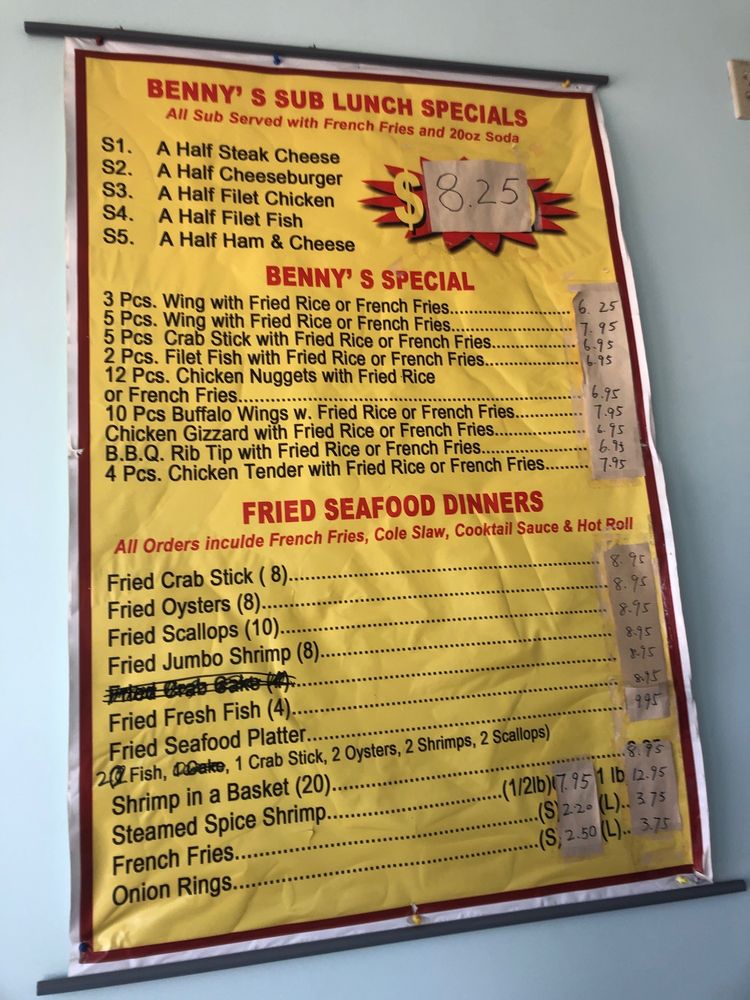 BENNY' S SUB LUNCH SPECIALS
All Sub Served with French Fries and 20oz Soda
S1. A Half Steak Cheese
S2. A Half Cheeseburger
S3. A Half Filet Chicken
S4. A Half Filet Fish
S5. A Half Ham & Cheese
$ 8.25
BENNY' S SPECIAL
3 Pcs. Wing with Fried Rice or French Fries.............................. 6.25
5 Pcs. Wing with Fried Rice or French Fries.............................. 7.95
5 Pcs Crab Stick with Fried Rice or French Fries..................... 6.95
2 Pcs. Filet Fish with Fried Rice or French Fries...................... 6.95
12 Pcs. Chicken Nuggets with Fried Rice
or French Fries.............................................................................. 6.95
10 Pcs Buffalo Wings w. Fried Rice or French Fries................ 7.95
Chicken Gizzard with Fried Rice or French Fries.................... 6.95
B.B.Q. Rib Tip with Fried Rice or French Fries........................ 6.95
4 Pcs. Chicken Tender with Fried Rice or French Fries.......... 7.95
FRIED SEAFOOD DINNERS
All Orders inculde French Fries, Cole Slaw, Cooktail Sauce & Hot Roll
Fried Crab Stick ( 8)................................................................ 8.95
Fried Oysters (8)..................................................................... 8.95
Fried Scallops (10).................................................................. 8.95
Fried Jumbo Shrimp (8).......................................................... 8.95
Fried Crab Cake (4)................................................................. 8.95
Fried Fresh Fish (4)................................................................. 8.95
Fried Seafood Platter............................................................... 9.95
2 Fish, 1 Cake, 1 Crab Stick, 2 Oysters, 2 Shrimps, 2 Scallops)
Shrimp in a Basket (20)........................................................... 8.95
Steamed Spice Shrimp...................................(1/2lb) 7.95 1 lb 12.95
French Fries...........................................................(S) 2.20 (L).. 3.75
Onion Rings...........................................................(S) 2.50 (L).. 3.75